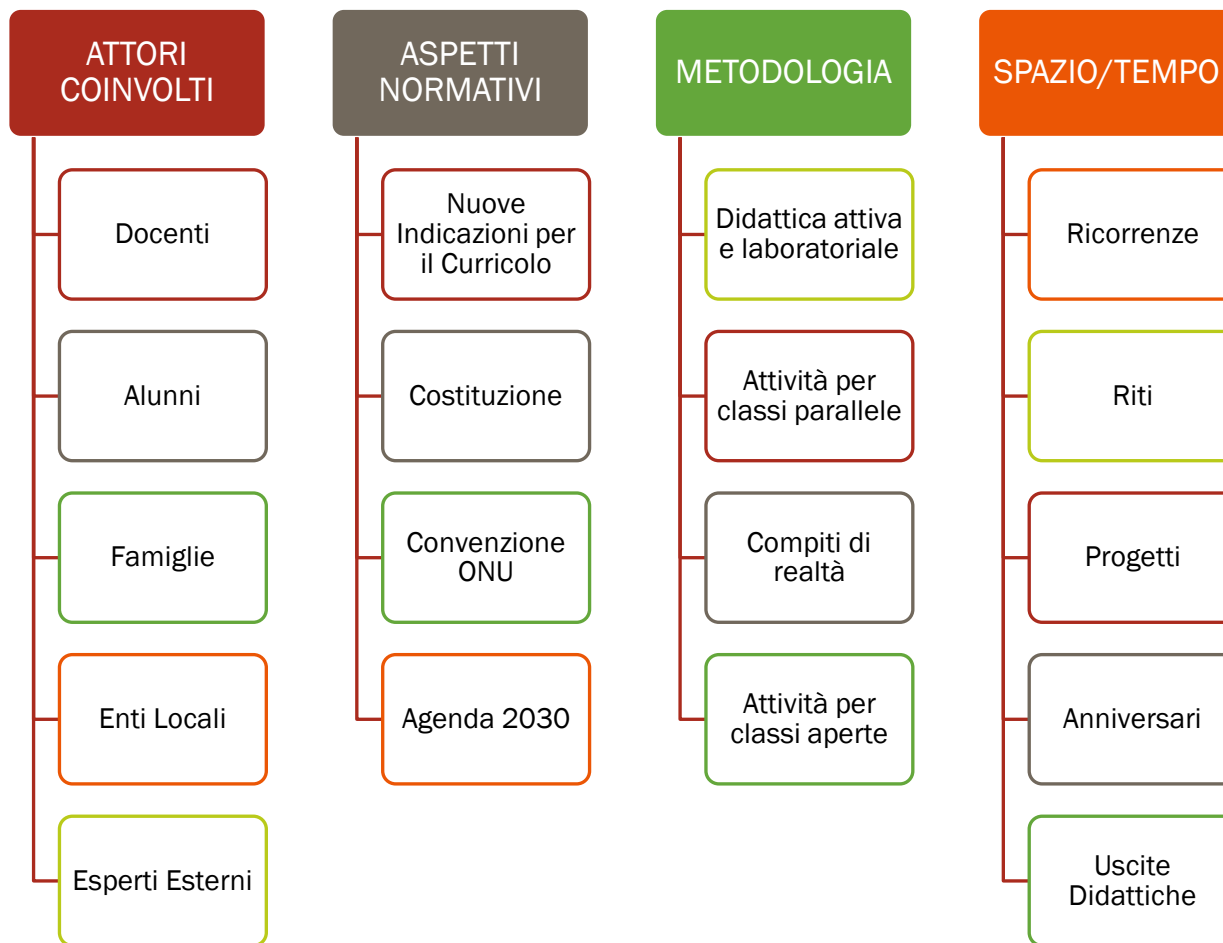 ATTORI
COINVOLTI
Docenti
Alunni
Famiglie
Enti Locali
Esperti Esterni
ASPETTI
NORMATIVI
Nuove
Indicazioni per
il Curricolo
Costituzione
Convenzione
ONU
Agenda 2030
METODOLOGIA
Didattica attiva
e laboratoriale
Attività per
classi parallele
Compiti di
realtà
Attività per
classi aperte
SPAZIO/TEMPO
Ricorrenze
Riti
Progetti
Anniversari
Uscite
Didattiche